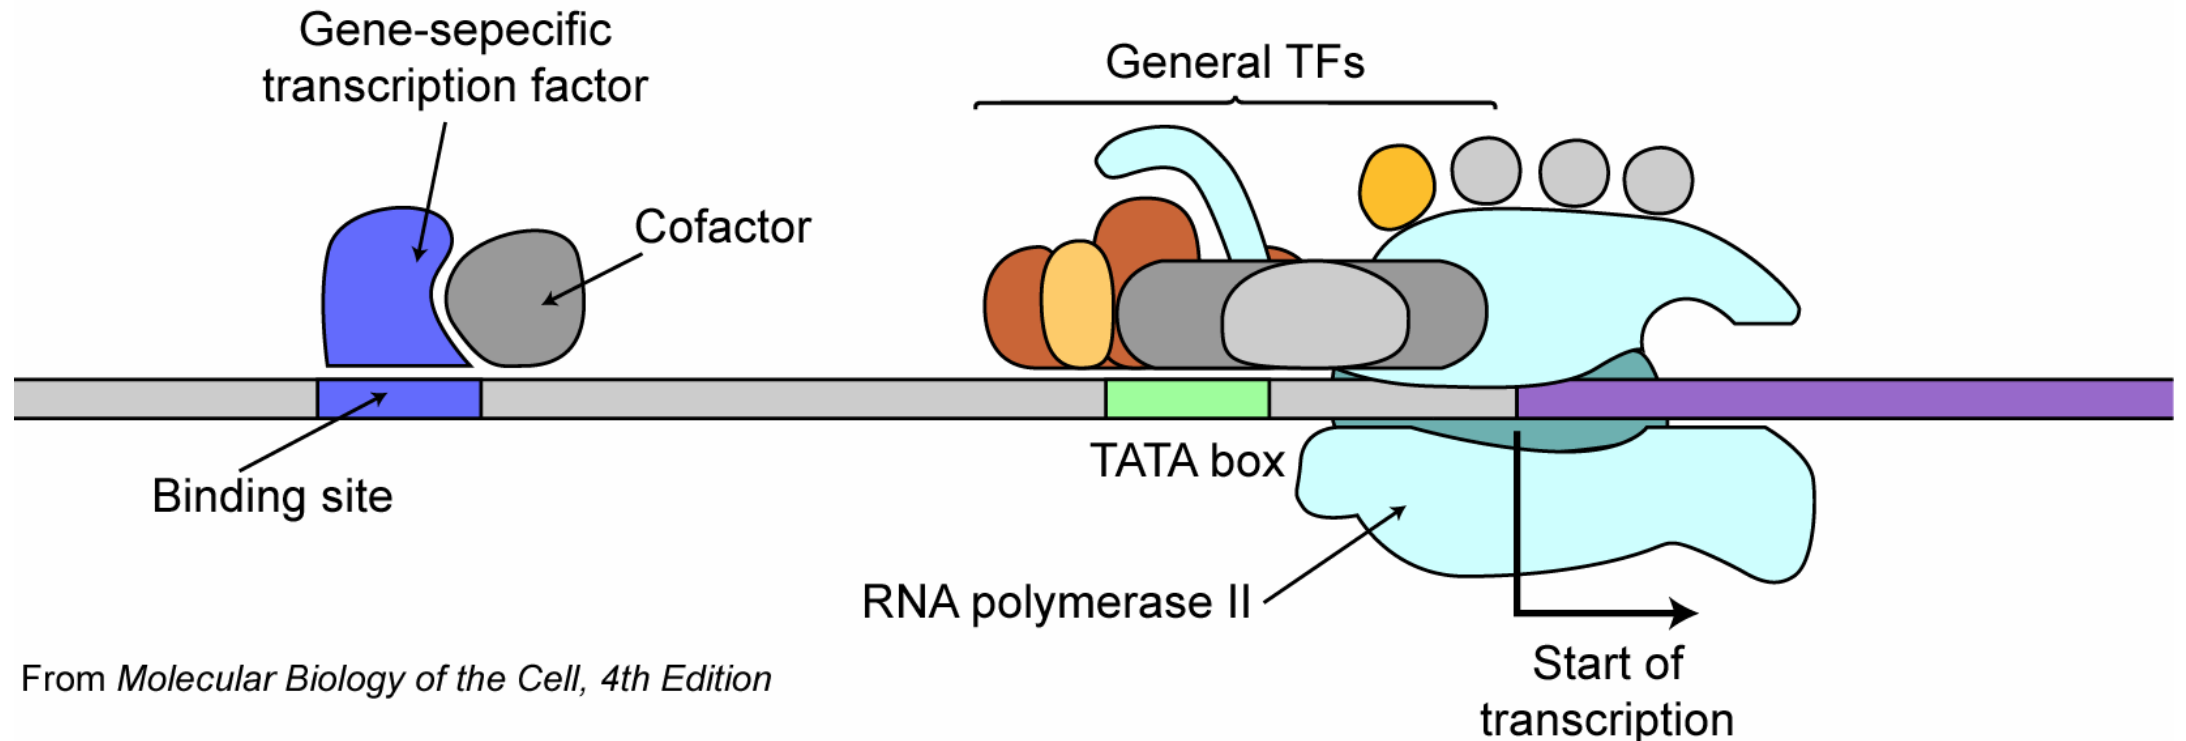 Gene-sepecific
transcription factor
General TFs
Cofactor
TATA box
Binding site
RNA polymerase II
Start of
transcription
From Molecular Biology of the Cell, 4th Edition